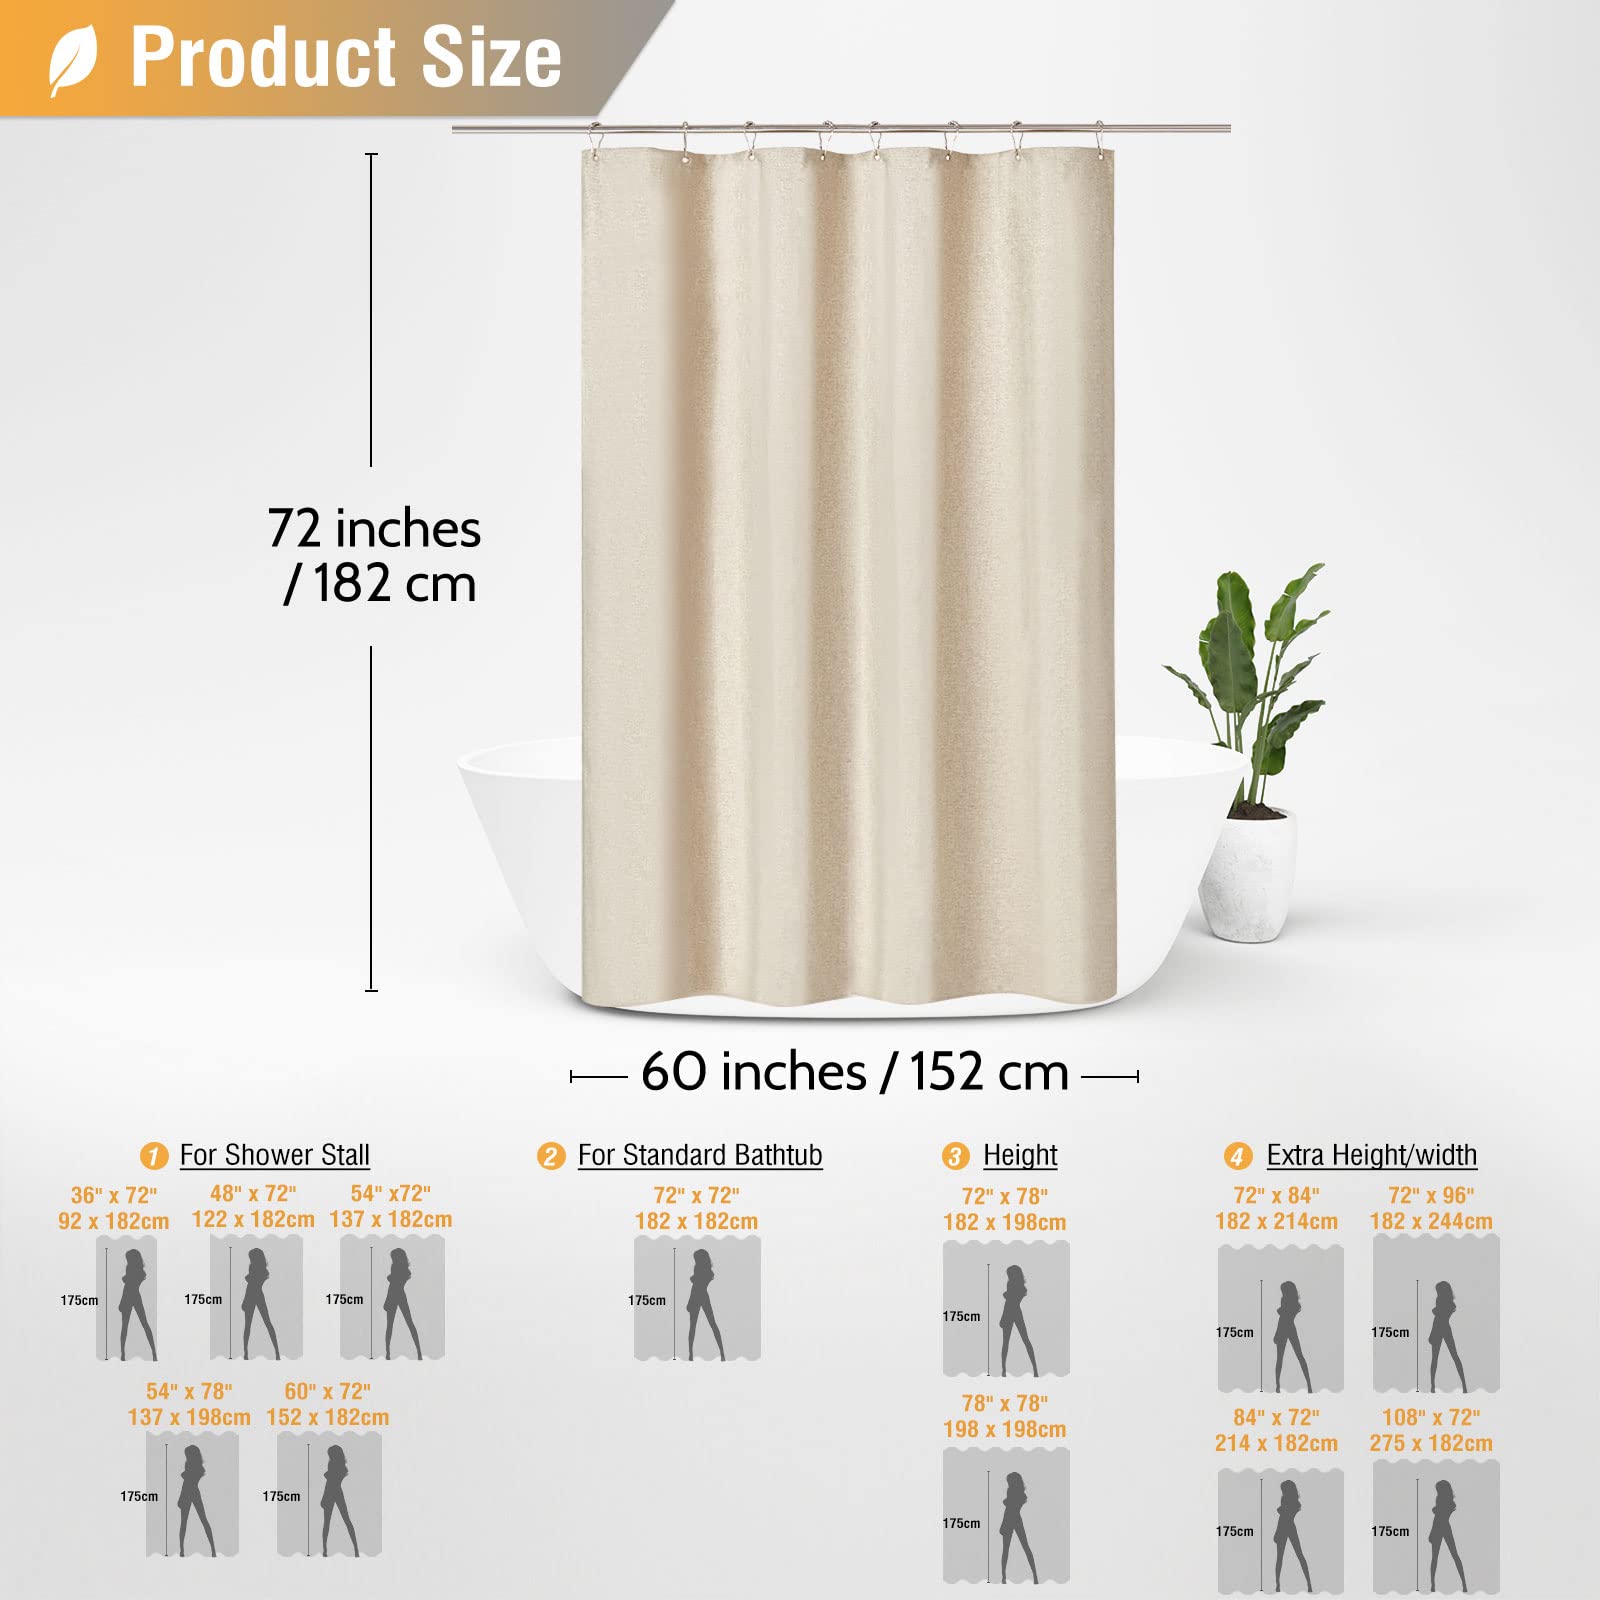 Product Size
72 inches
/ 182 cm
60 inches / 152 cm
1 For Shower Stall
36" x 72"
92 x 182cm
175cm
48" x 72"
122 x 182cm
175cm
54" x72"
137 x 182cm
175cm
54" x 78"
137 x 198cm
175cm
60" x 72"
152 x 182cm
175cm
2 For Standard Bathtub
72" x 72"
182 x 182cm
175cm
3 Height
72" x 78"
182 x 198cm
175cm
78" x 78"
198 x 198cm
175cm
4 Extra Height/width
72" x 84"
182 x 214cm
175cm
72" x 96"
182 x 244cm
175cm
84" x 72"
214 x 182cm
175cm
108" x 72"
275 x 182cm
175cm